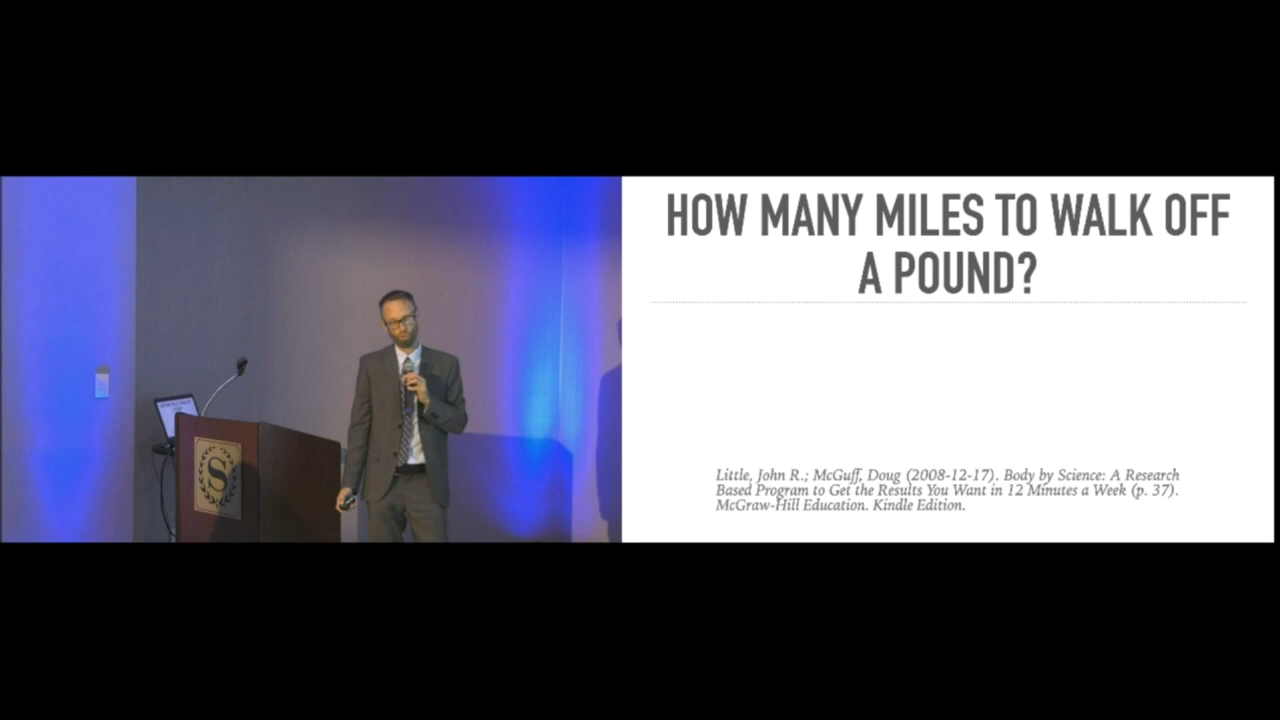 S
HOW MANY MILES TO WALK OFF
A POUND?
Little, John R.; McGuff, Doug (2008-12-17). Body by Science: A Research
Based Program to Get the Results You Want in 12 Minutes a Week (p. 37).
McGraw-Hill Education. Kindle Edition.